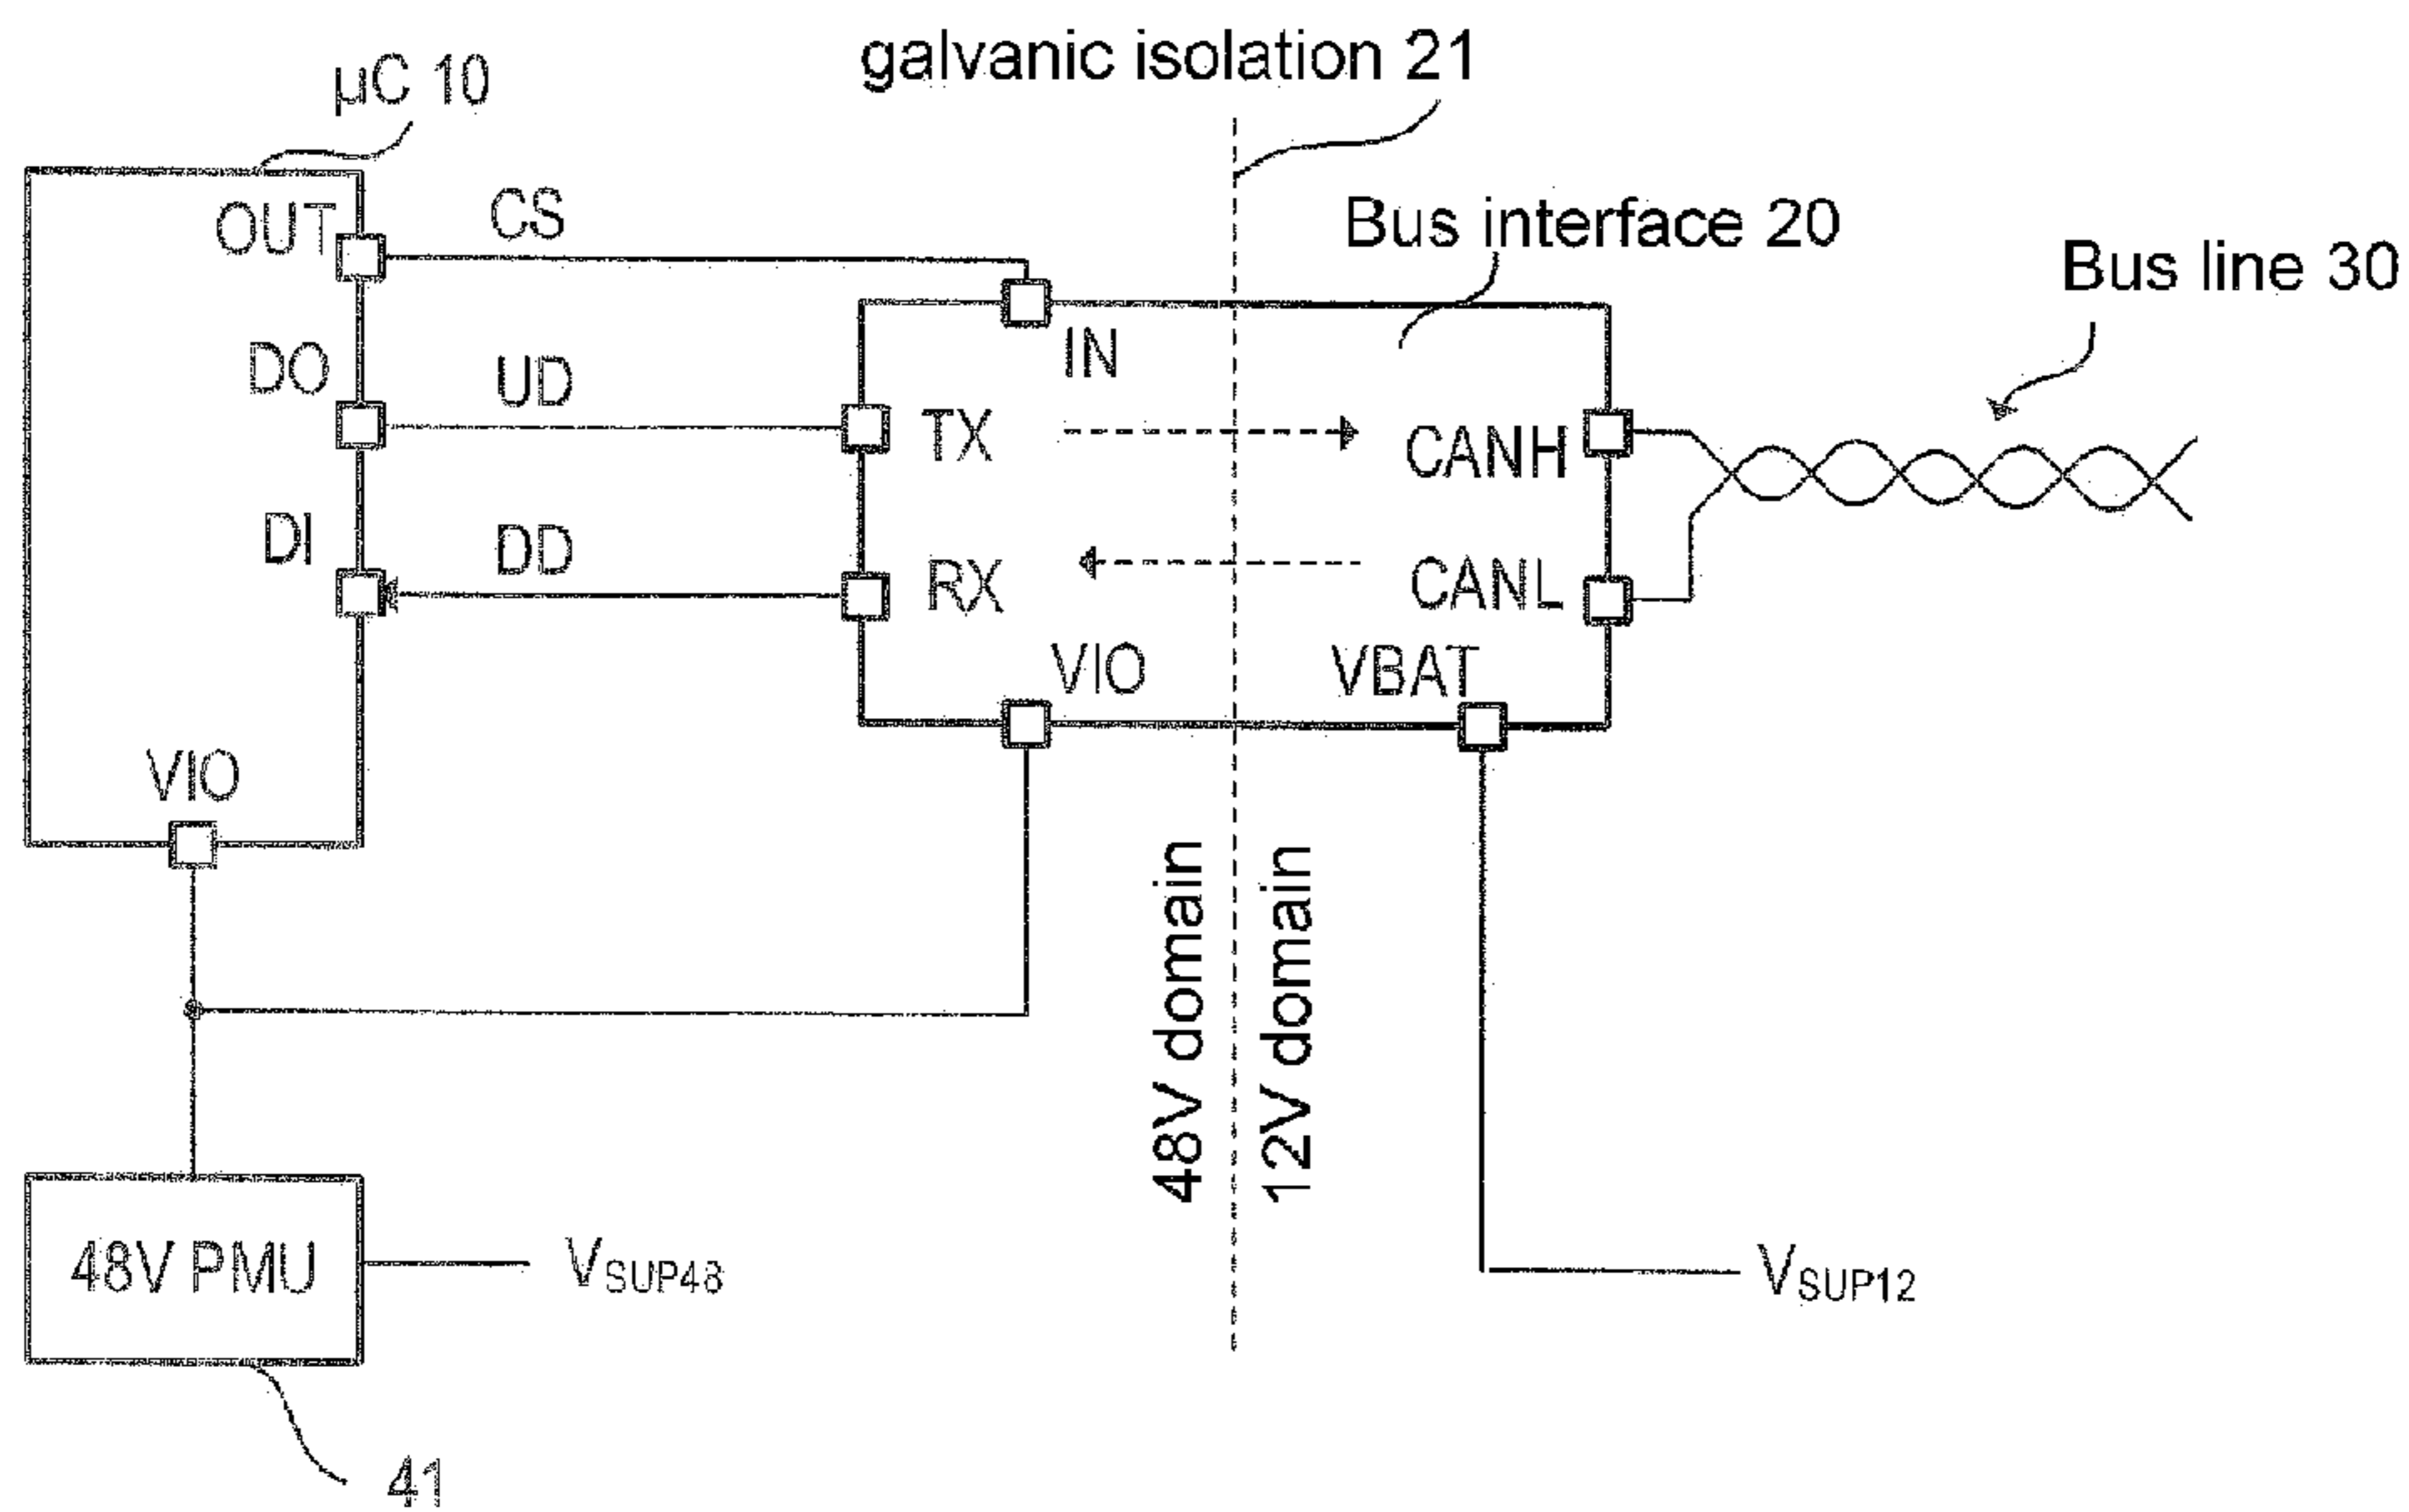 galvanic isolation 21
µC 10
Bus interface 20
Bus line 30
OUT
CS
IN
DO
UD
TX
CANH
DI
DD
RX
CANL
VIO
VBAT
VIO
48V domain
12V domain
48V PMU
VSUP48
VSUP12
41